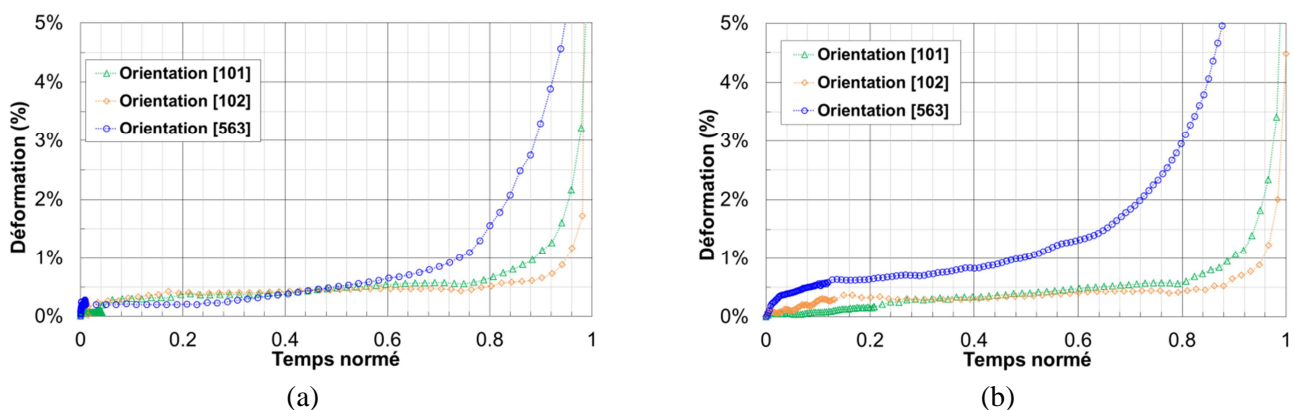 5%
4%
3%
2%
1%
0%
Déformation (%)
Orientation [101]
Orientation [102]
Orientation [563]
0
0.2
0.4
0.6
0.8
1
Temps normé
(a)
5%
4%
3%
2%
1%
0%
Déformation (%)
Orientation [101]
Orientation [102]
Orientation [563]
0
0.2
0.4
0.6
0.8
1
Temps normé
(b)